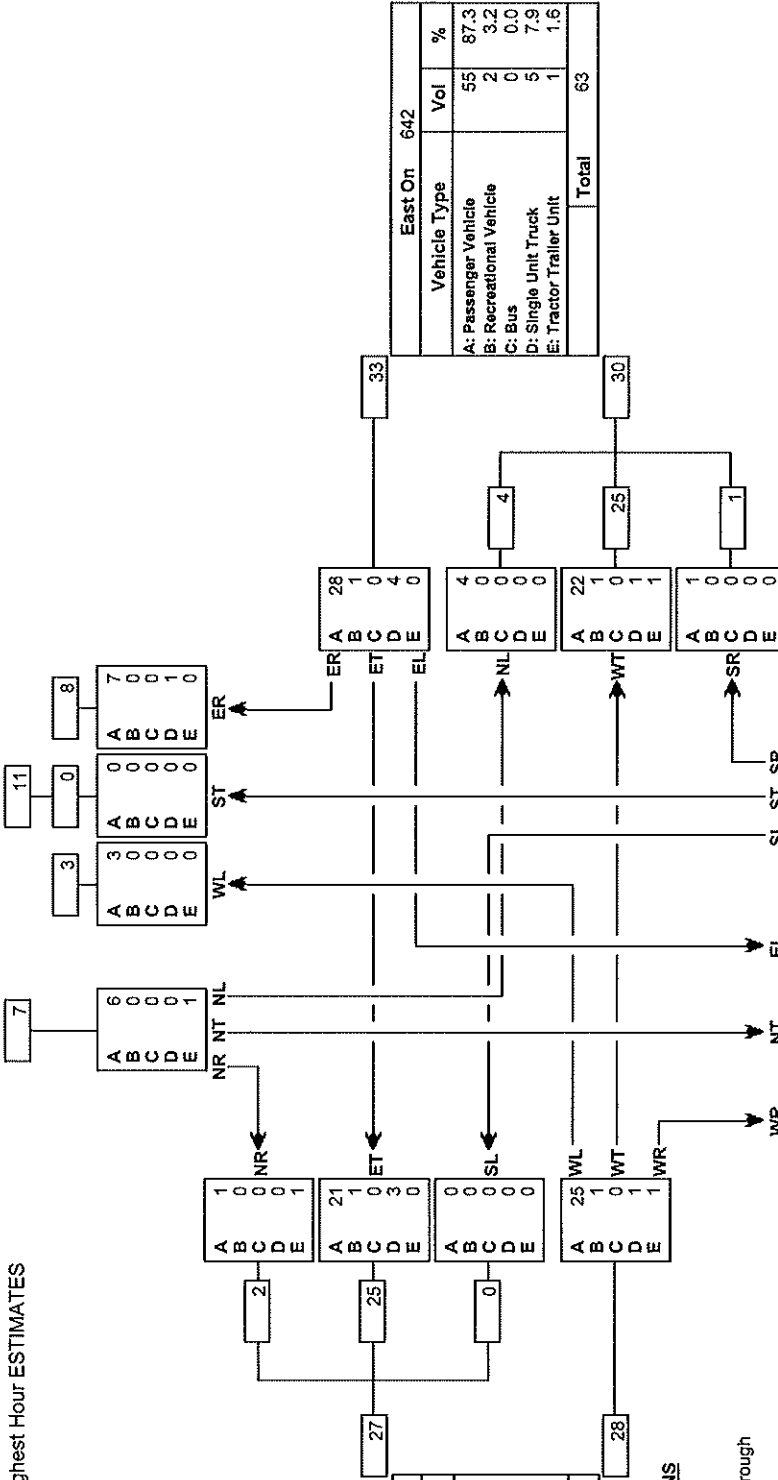 ghest Hour ESTIMATES
7
A 6
B 0
C 0
D 0
E 1
NR NT NL
11
3
A 3
B 0
C 0
D 0
E 0
WL
0
A 0
B 0
C 0
D 0
E 0
ST
8
A 7
B 0
C 0
D 1
E 0
ER
2
A 1
B 0
C 0
D 0
E 1
NR
27
25
A 21
B 1
C 0
D 3
E 0
ET
0
A 0
B 0
C 0
D 0
E 0
SL
28
A 25
B 1
C 0
D 1
E 1
WL
WT
WR
ER
ET
EL
A 28
B 1
C 0
D 4
E 0
33
East On 642
Vehicle Type Vol %
A: Passenger Vehicle 55 87.3
B: Recreational Vehicle 2 3.2
C: Bus 0 0.0
D: Single Unit Truck 5 7.9
E: Tractor Trailer Unit 1 1.6
Total 63
NL
A 4
B 0
C 0
D 0
E 0
4
WT
A 22
B 1
C 0
D 1
E 1
25
30
SR
A 1
B 0
C 0
D 0
E 0
1
WR NT EL SL ST SR
NS
rough